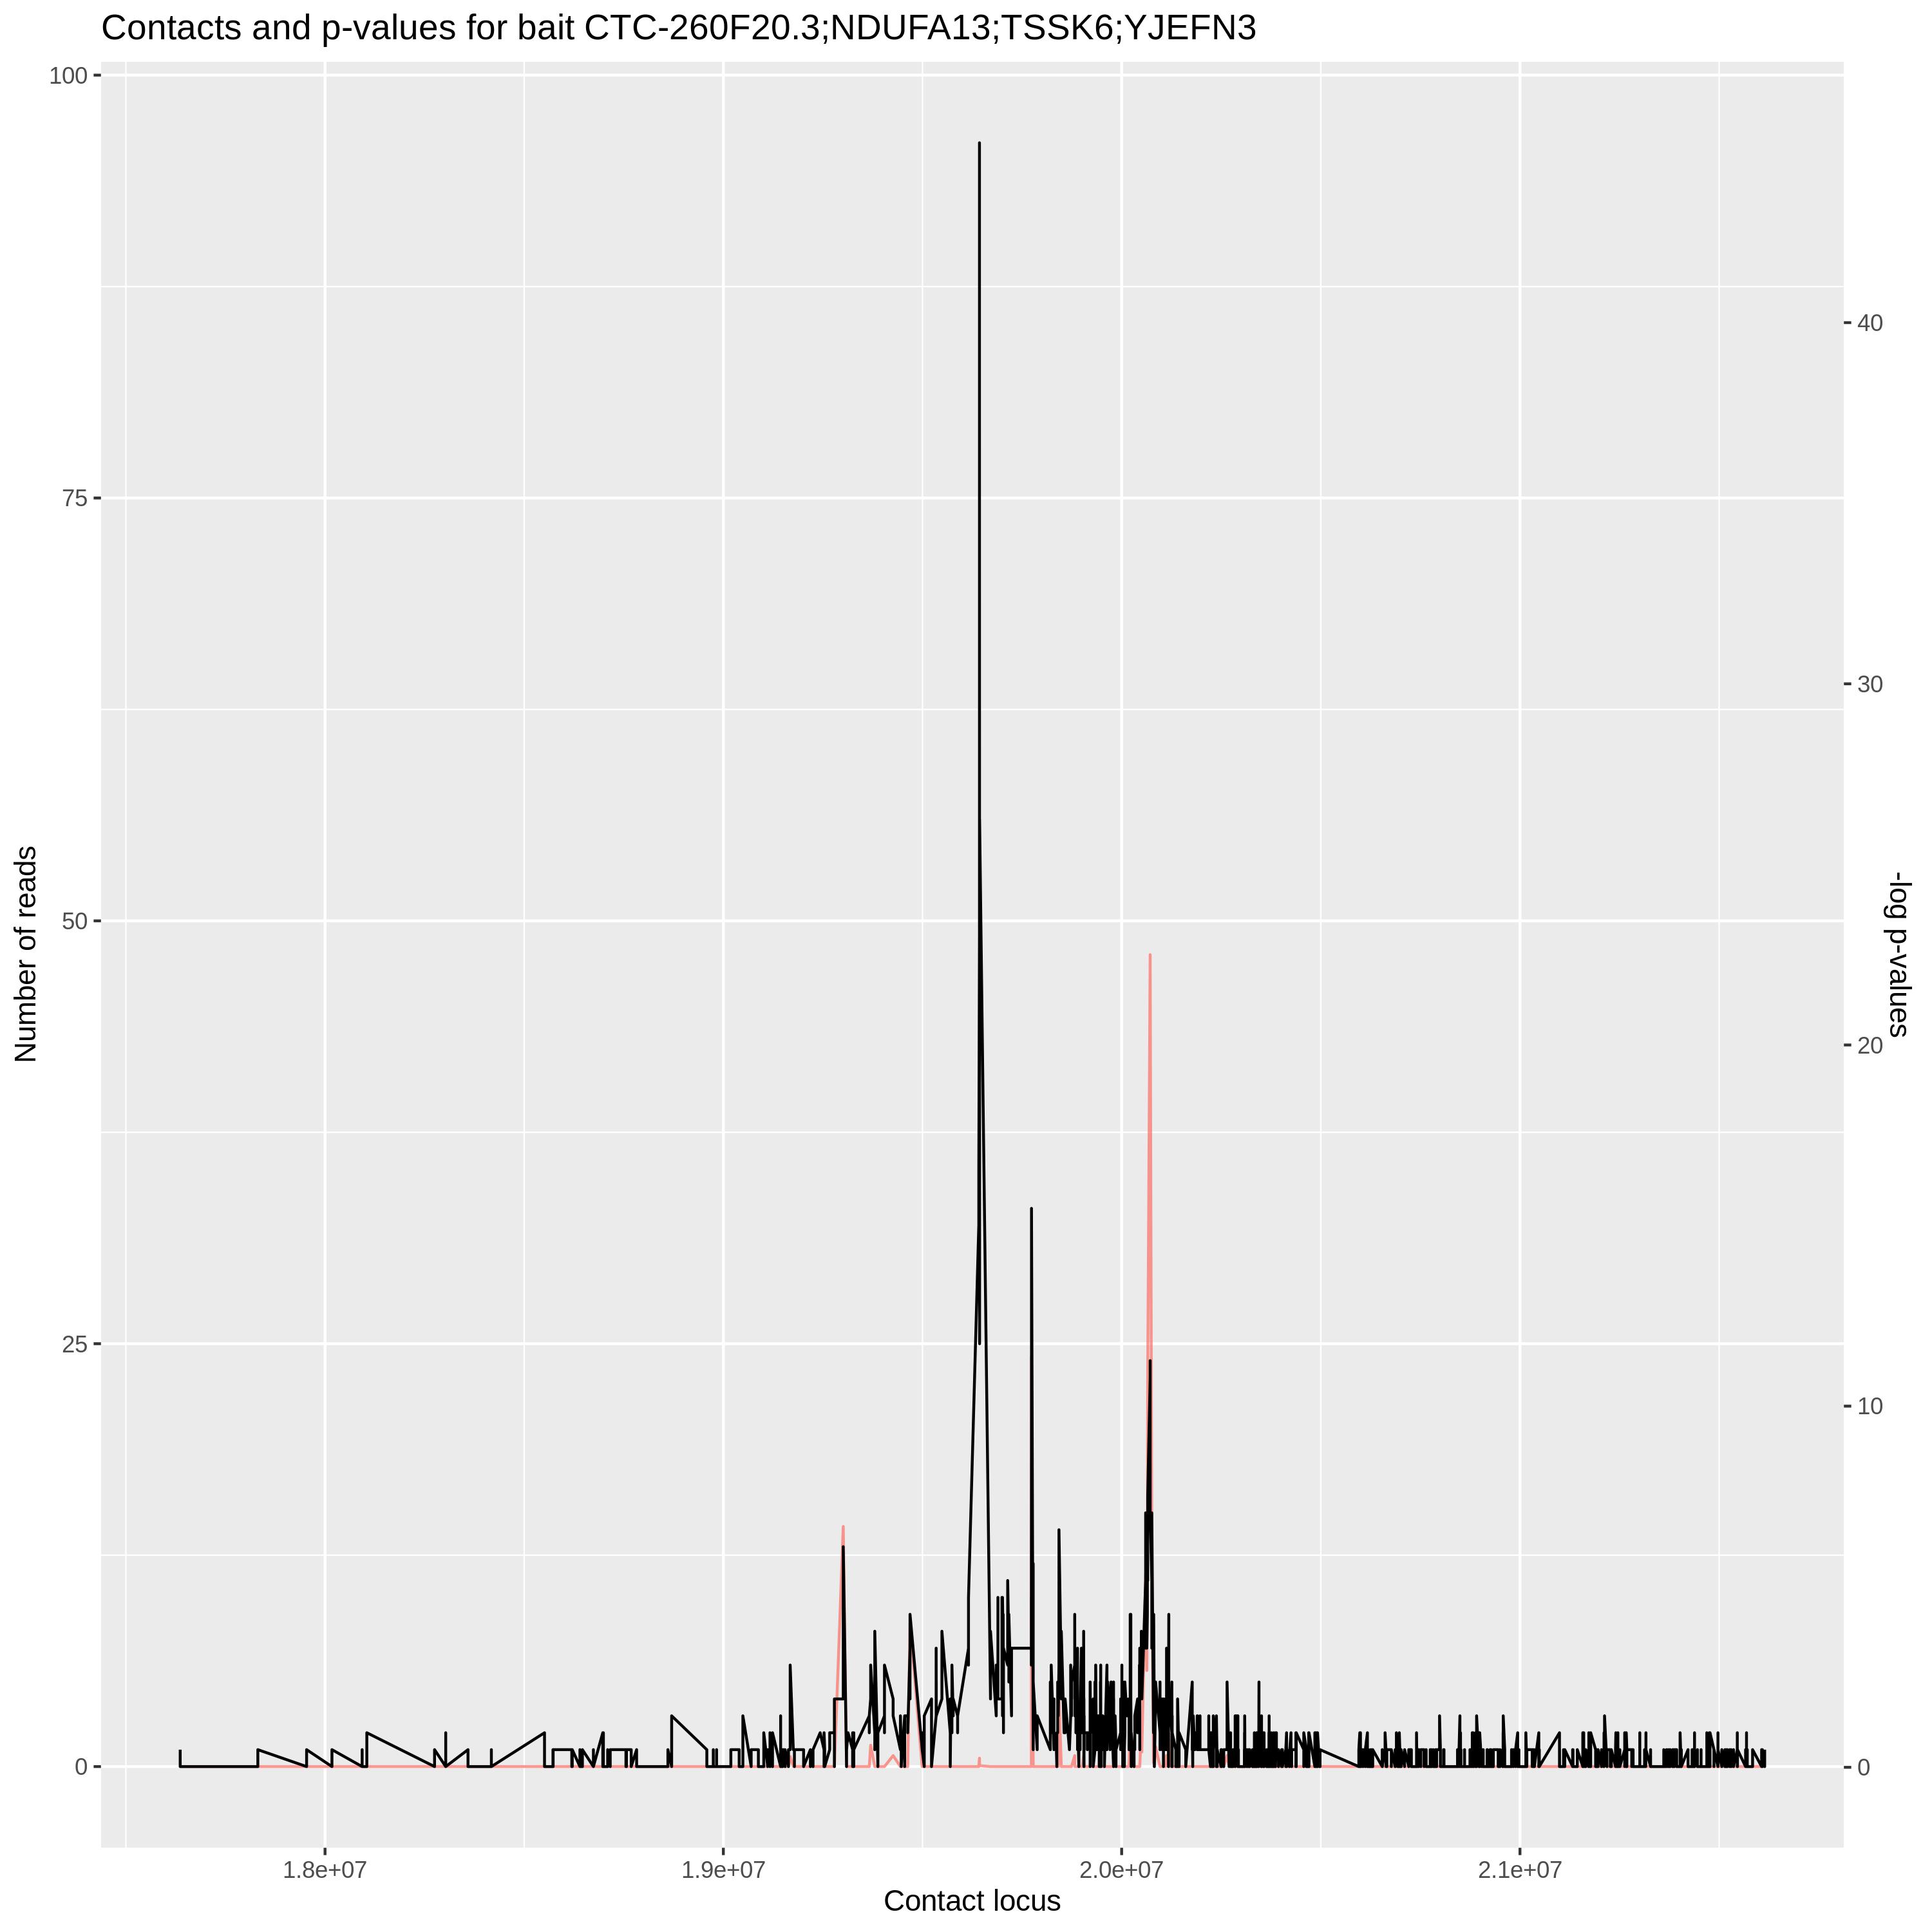 Contacts and p-values for bait CTC-260F20.3;NDUFA13;TSSK6;YJEFN3
100
75
50
25
0
Number of reads
40
30
20
10
0
-log p-values
1.8e+07
1.9e+07
2.0e+07
2.1e+07
Contact locus